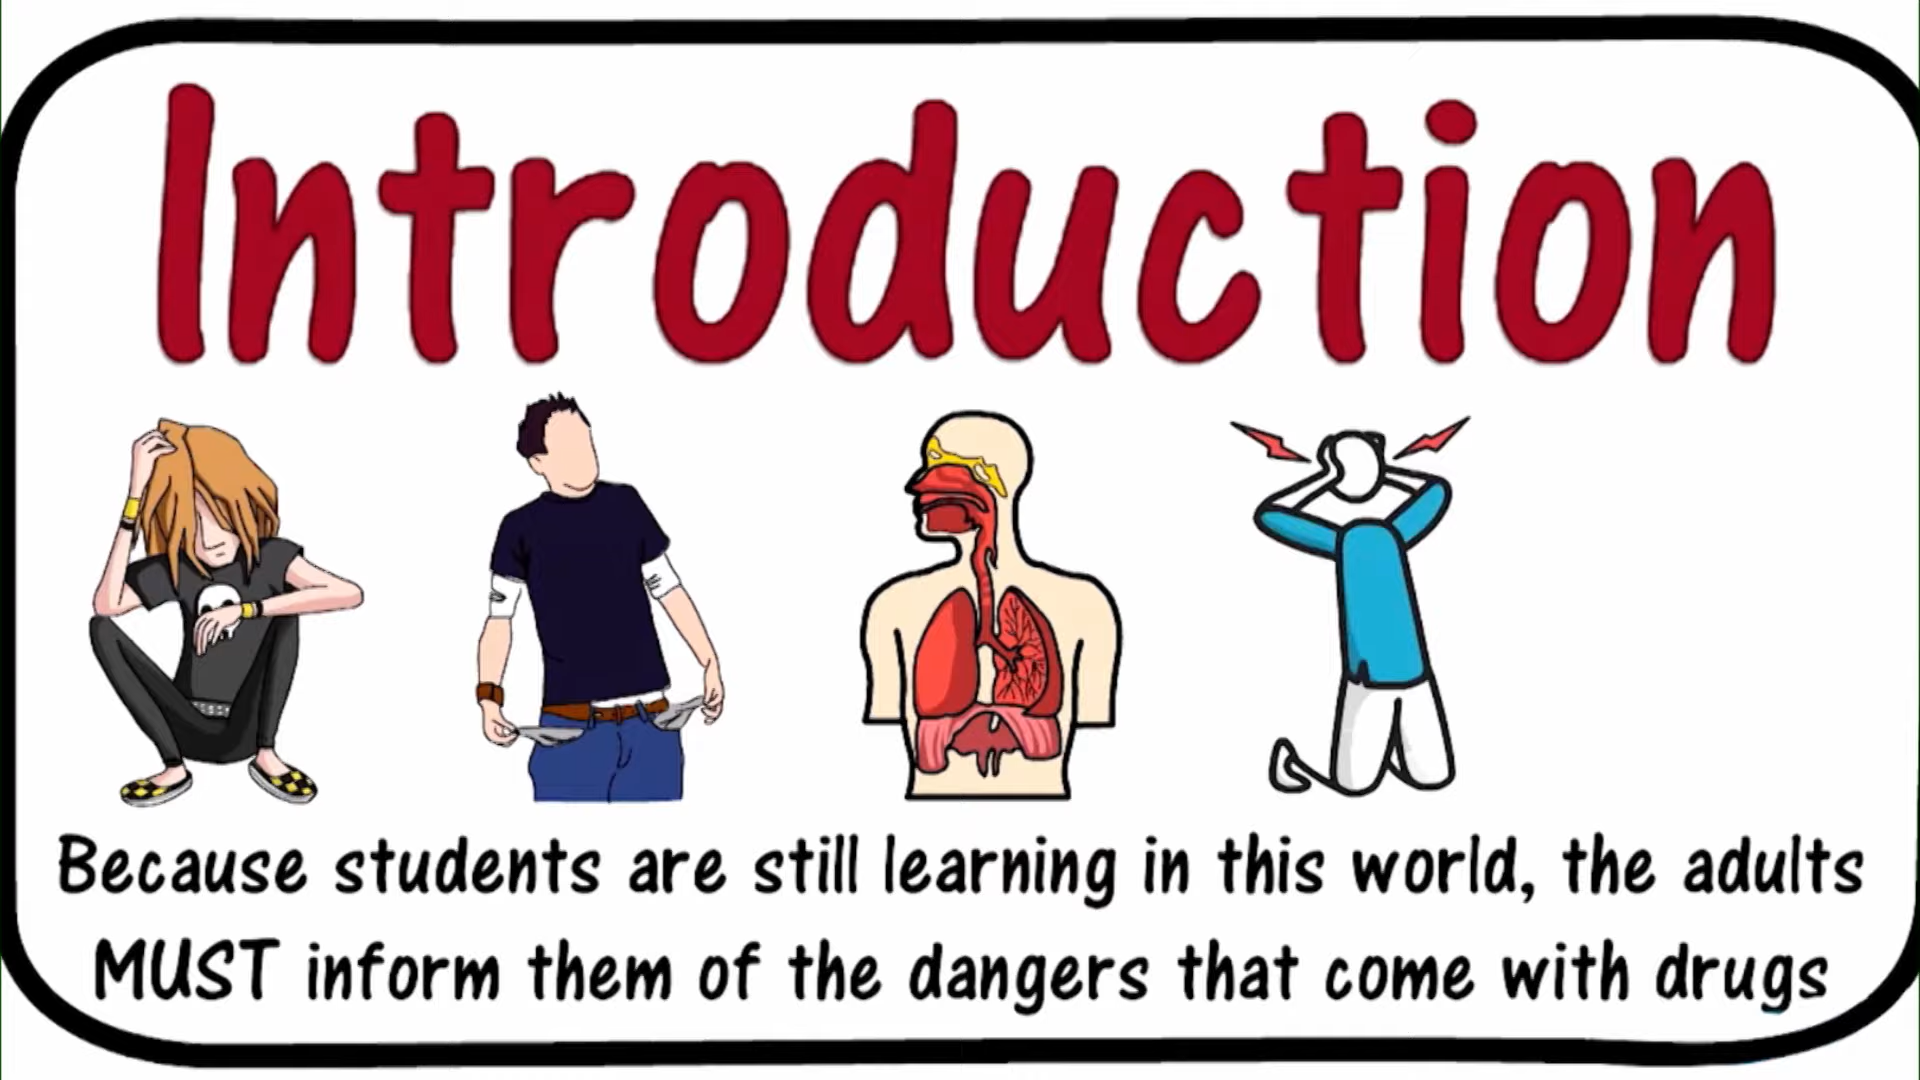 Introduction
Because students are still learning in this world, the adults
MUST inform them of the dangers that come with drugs